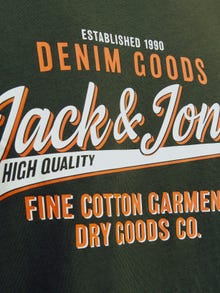 ESTABLISHED 1990
DENIM GOODS
Jack & Jon
HIGH QUALITY
FINE COTTON GARMEN
DRY GOODS CO.